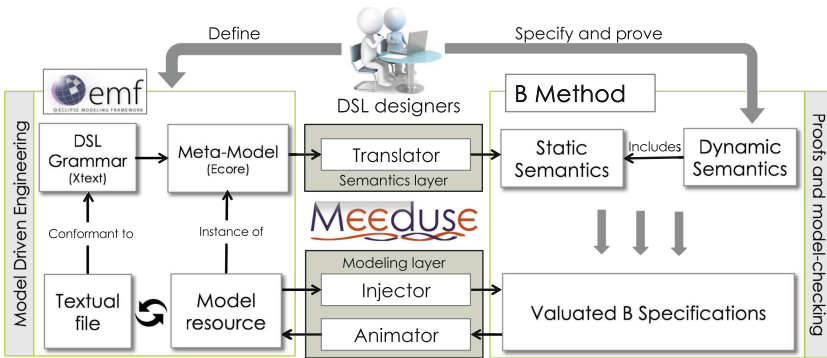 Define
Specify and prove
DSL designers
emf
ECLIPSE MODELING FRAMEWORK
B Method
Model Driven Engineering
Proofs and model-checking
DSL
Grammar
(Xtext)
Meta-Model
(Ecore)
Translator
Semantics layer
Static
Semantics
Includes
Dynamic
Semantics
MEEDUSE
Conformant to
Instance of
Modeling layer
Injector
Animator
Textual
file
Model
resource
Valuated B Specifications